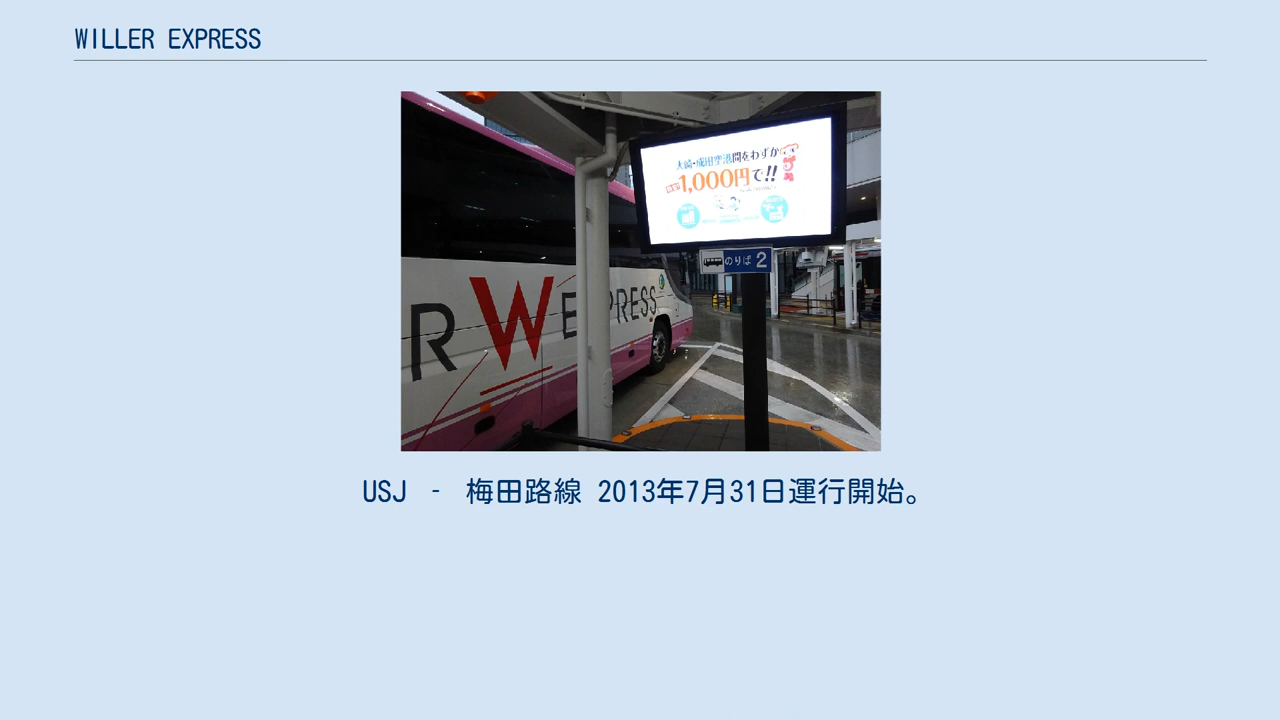 WILLER EXPRESS
大崎・成田空港間をわずか
1,000円で!!
のりば 2
R W EXPRESS
USJ - 梅田路線 2013年7月31日運行開始。